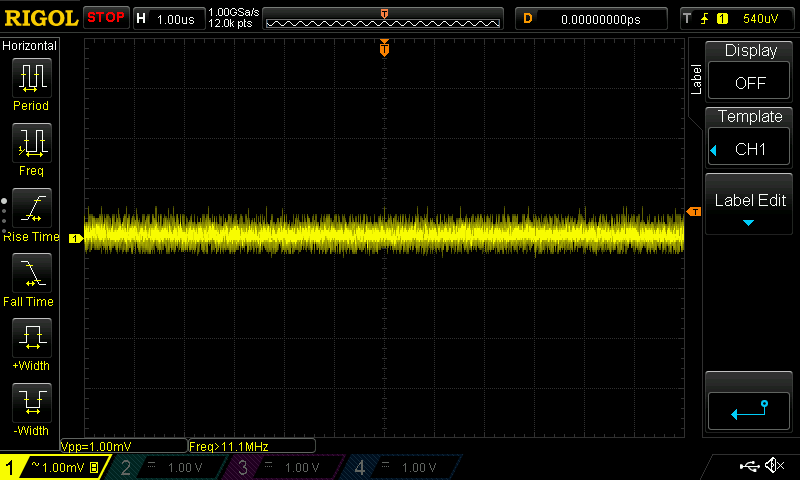 RIGOL STOP H 1.00us 1.00GSa/s 12.0k pts T D 0.00000000ps T 1 540uV
Horizontal
Period
Freq
Rise Time
Fall Time
+Width
-Width
T
T
1
Vpp=1.00mV Freq>11.1MHz
Label
Display
OFF
Template
CH1
Label Edit
1 ~ 1.00mV B 2 1.00 V 3 1.00 V 4 1.00 V